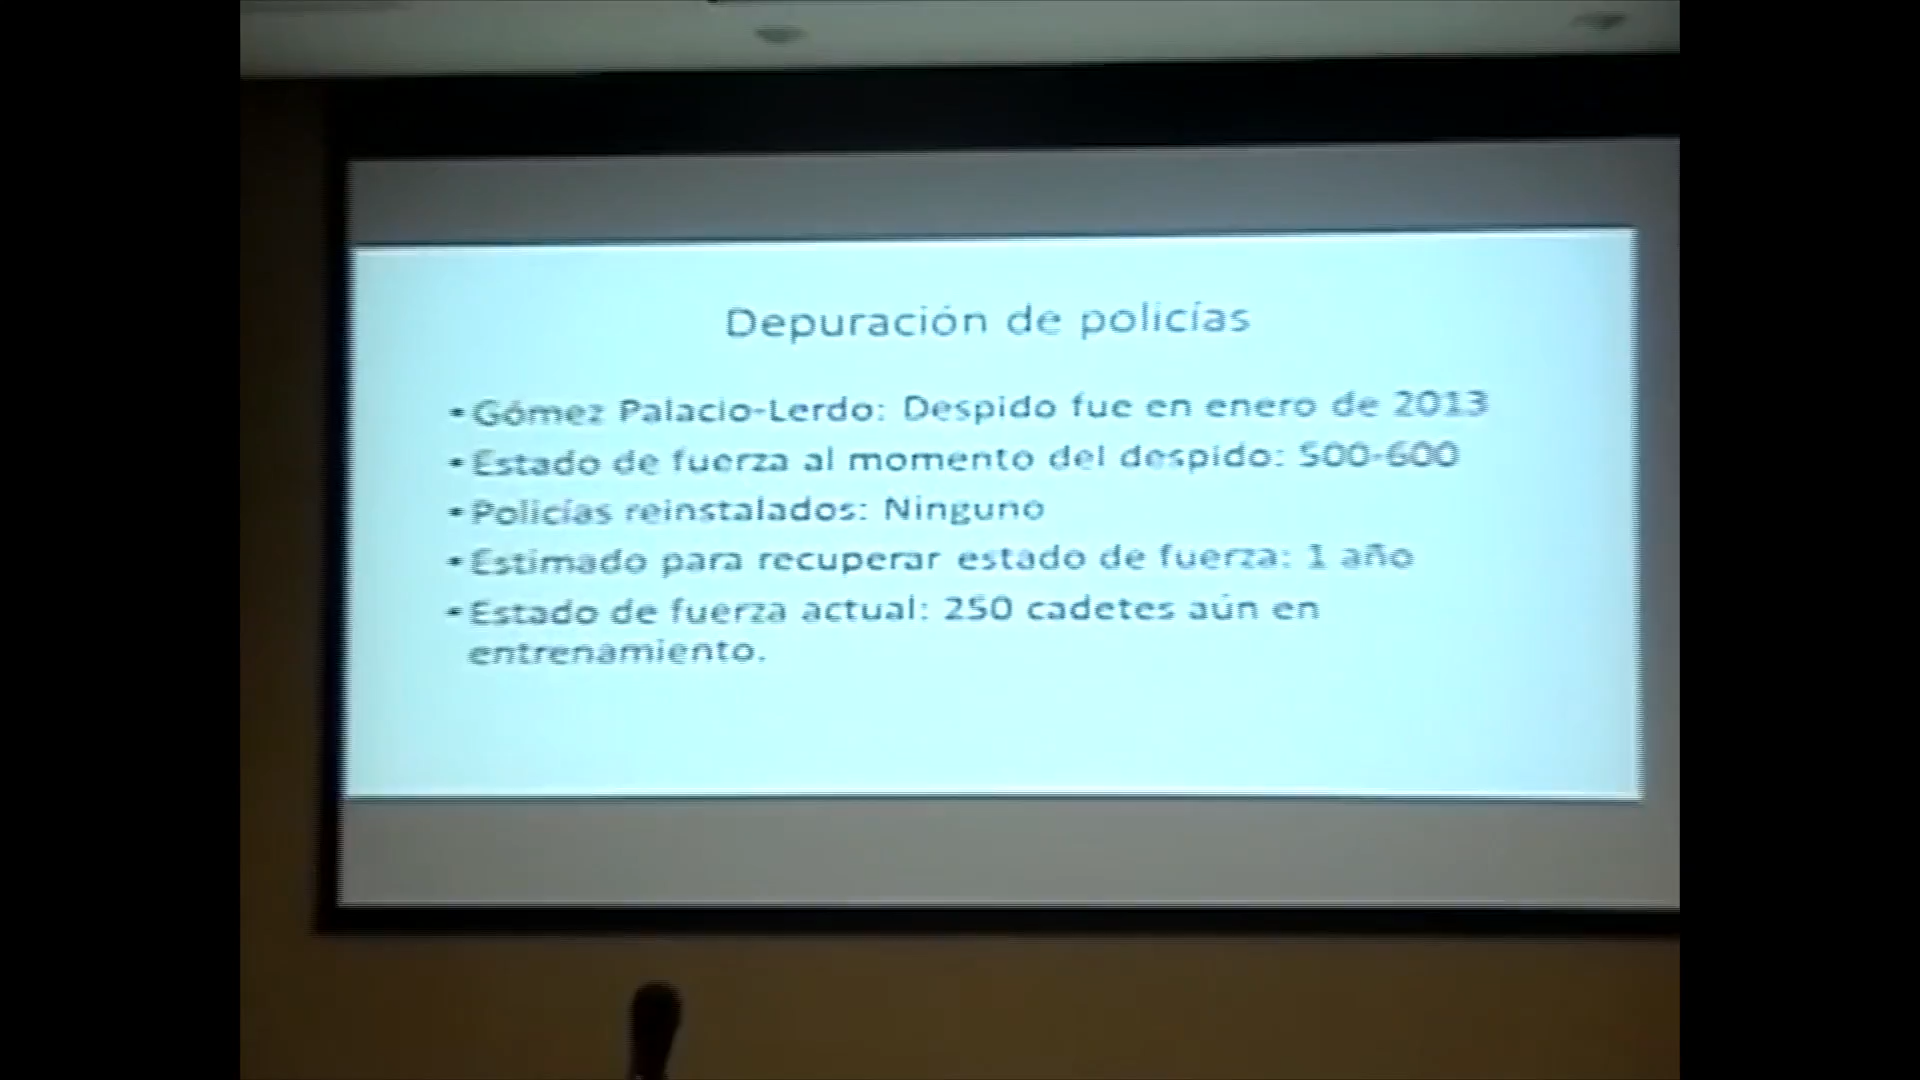 Depuración de policías
•Gómez Palacio-Lerdo: Despido fue en enero de 2013
•Estado de fuerza al momento del despido: 500-600
•Policías reinstalados: Ninguno
•Estimado para recuperar estado de fuerza: 1 año
•Estado de fuerza actual: 250 cadetes aún en
entrenamiento.